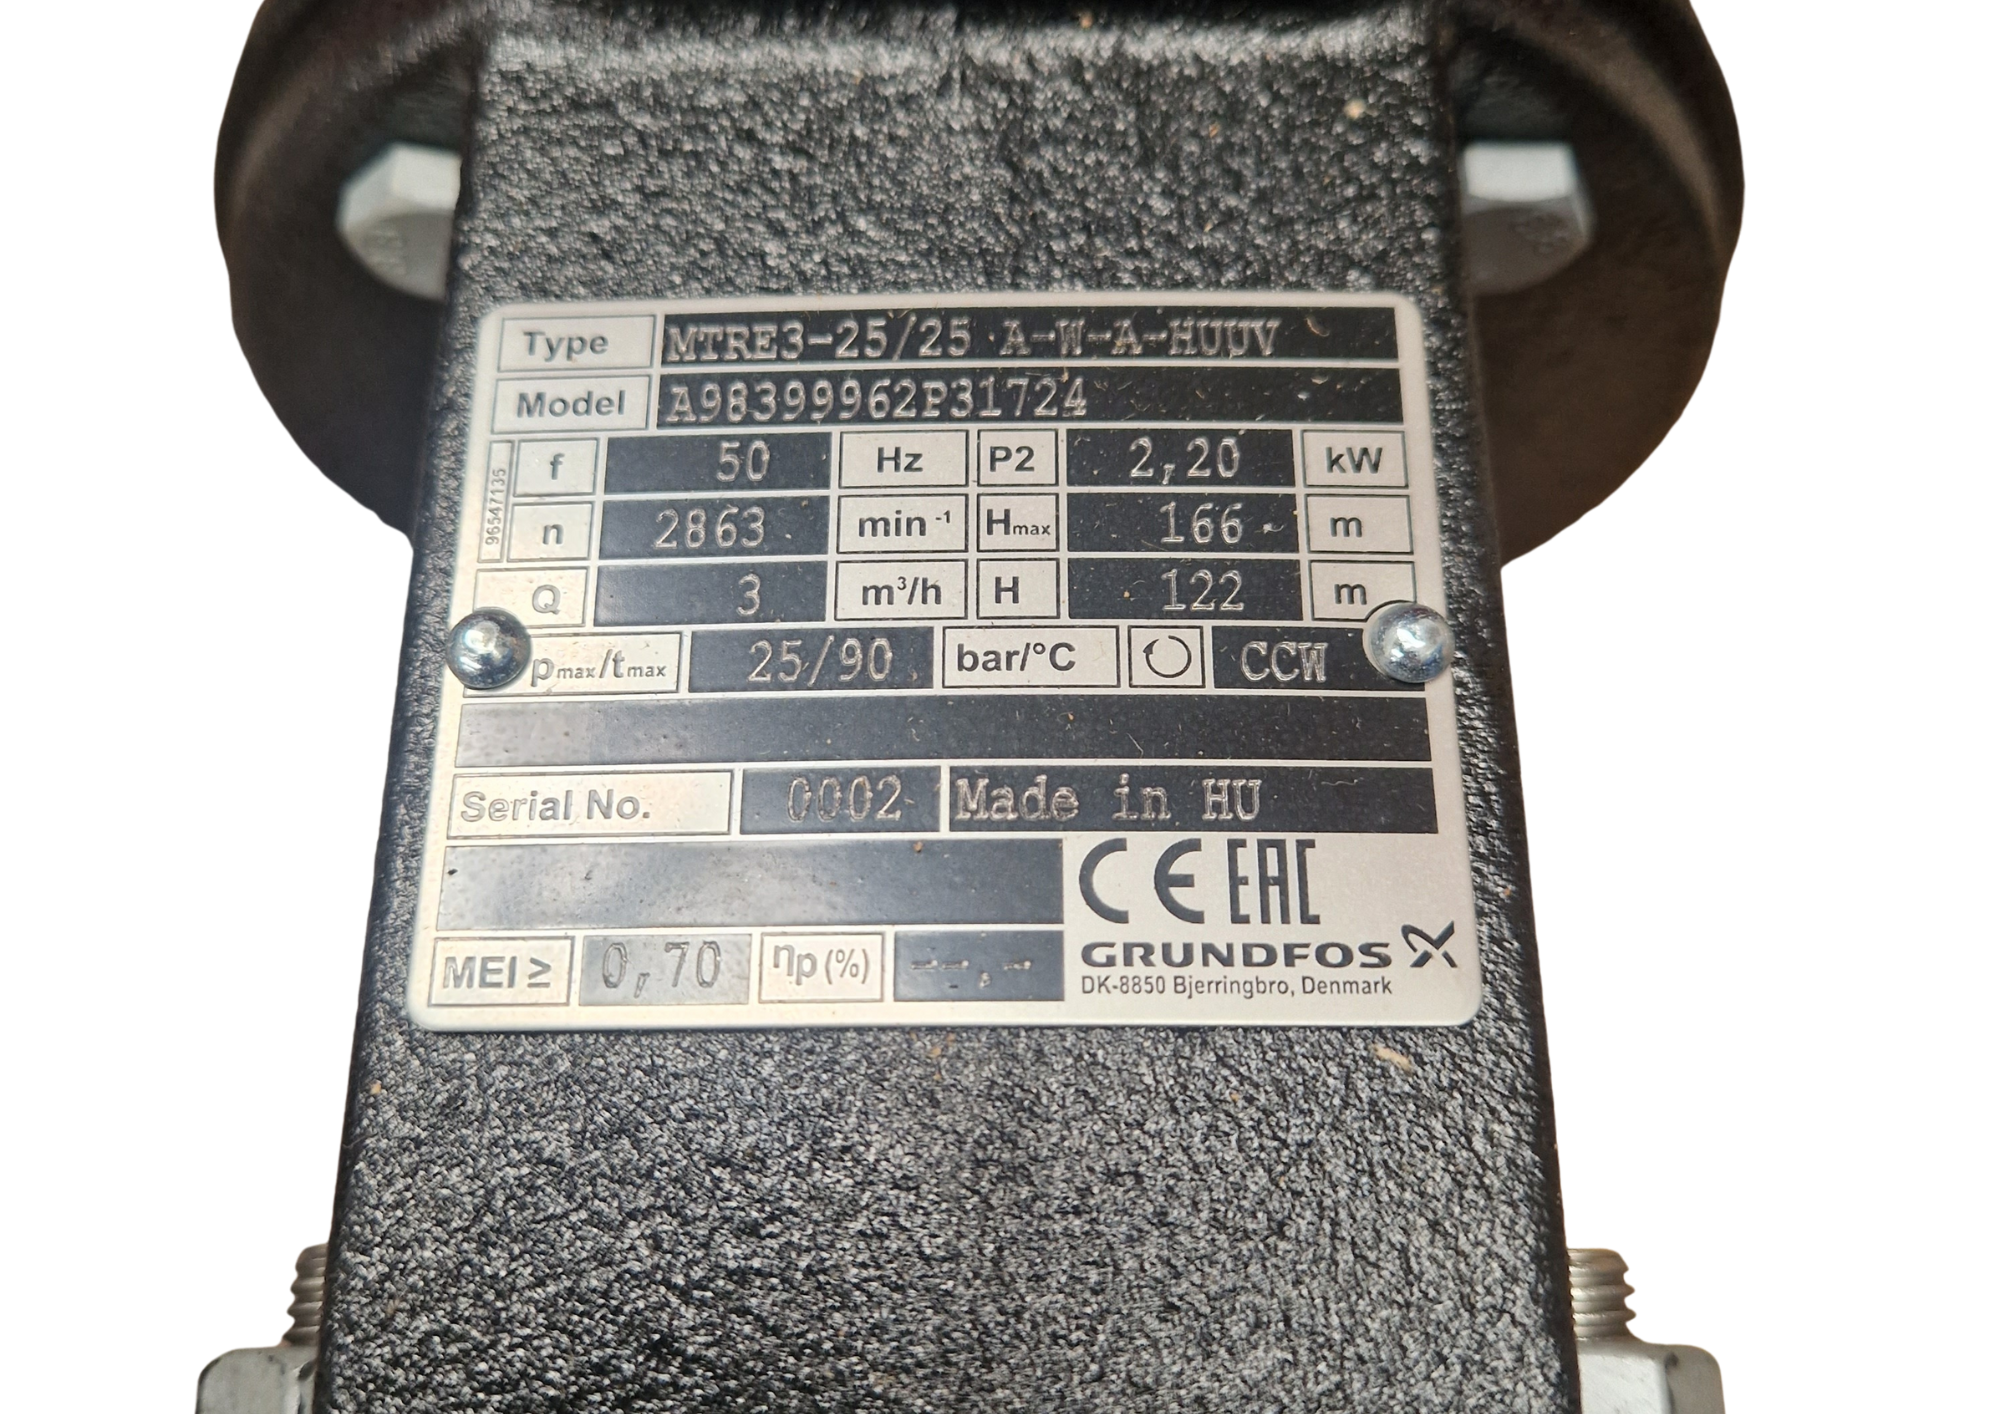 Type MTRE3-25/25 A-W-A-HUUV
Model A98399962P31724
96547135
f 50 Hz P2 2,20 kW
n 2863 min⁻¹ Hmax 166 m
Q 3 m³/h H 122 m
pmax/tmax 25/90 bar/°C CCW
Serial No. 0002 Made in HU
CE EAC
MEI ≥ 0,70 ηp (%) --,-
GRUNDFOS
DK-8850 Bjerringbro, Denmark